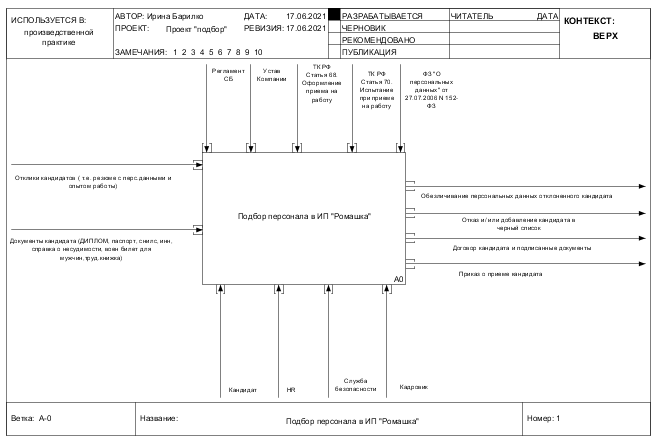 ИСПОЛЬЗУЕТСЯ В:
производственной
практике
АВТОР: Ирина Барилко
ДАТА: 17.06.2021
ПРОЕКТ: Проект "подбор"
РЕВИЗИЯ: 17.06.2021
ЗАМЕЧАНИЯ: 1 2 3 4 5 6 7 8 9 10
РАЗРАБАТЫВАЕТСЯ
ЧЕРНОВИК
РЕКОМЕНДОВАНО
ПУБЛИКАЦИЯ
ЧИТАТЕЛЬ
ДАТА
КОНТЕКСТ:
ВЕРХ
Регламент
СБ
Устав
Компании
ТК РФ
Статья 68.
Оформление
приема на
работу
ТК РФ
Статья 70.
Испытание
при приеме
на работу
ФЗ "О
персональных
данных" от
27.07.2006 N 152-
ФЗ
Отклики кандидатов ( т.е. резюме с перс.данными и
опытом работы)
Документы кандидата (ДИПЛОМ, паспорт, снилс, инн,
справка о несудимости, воен билет для
мужчин,труд.книжка)
Подбор персонала в ИП "Ромашка"
A0
Обезличивание персональных данных отклоненного кандидата
Отказ и/или добавление кандидата в
черный список
Договор кандидата и подписанные документы
Приказ о приеме кандидата
Кандидат
HR
Служба
безопасности
Кадровик
Ветка: A-0
Название:
Подбор персонала в ИП "Ромашка"
Номер: 1